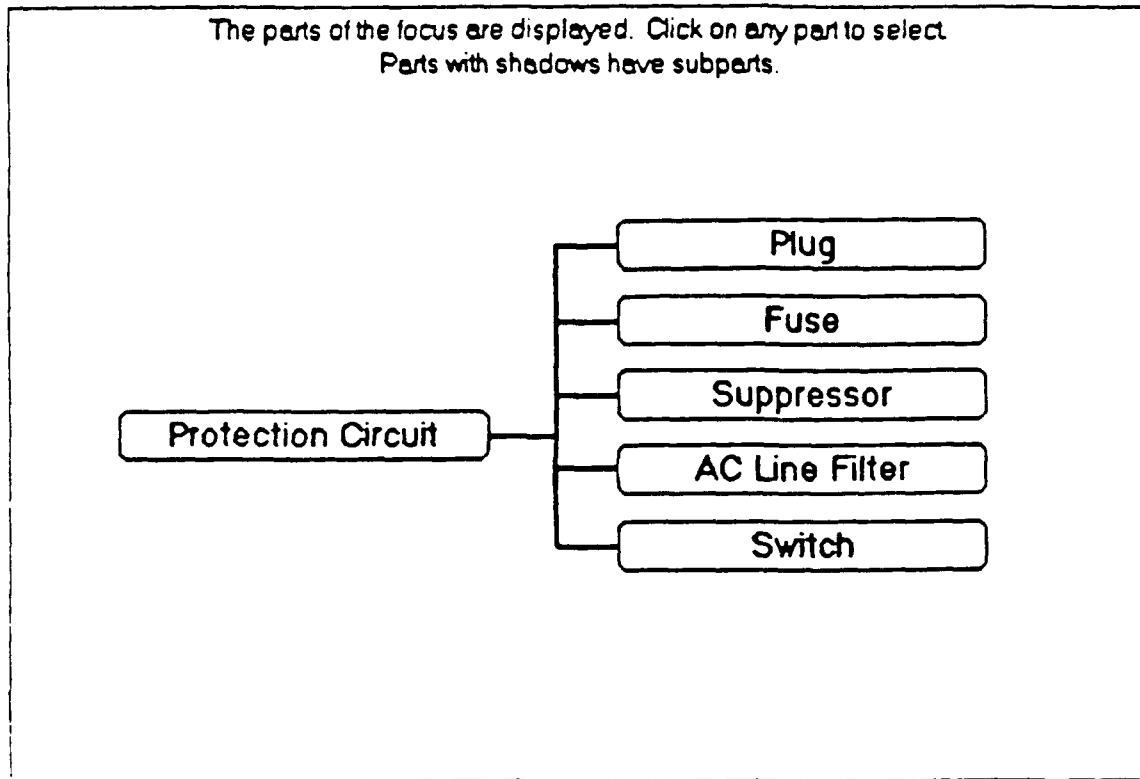 The parts of the focus are displayed. Click on any part to select.
Parts with shadows have subparts.
Plug
Fuse
Suppressor
Protection Circuit
AC Line Filter
Switch